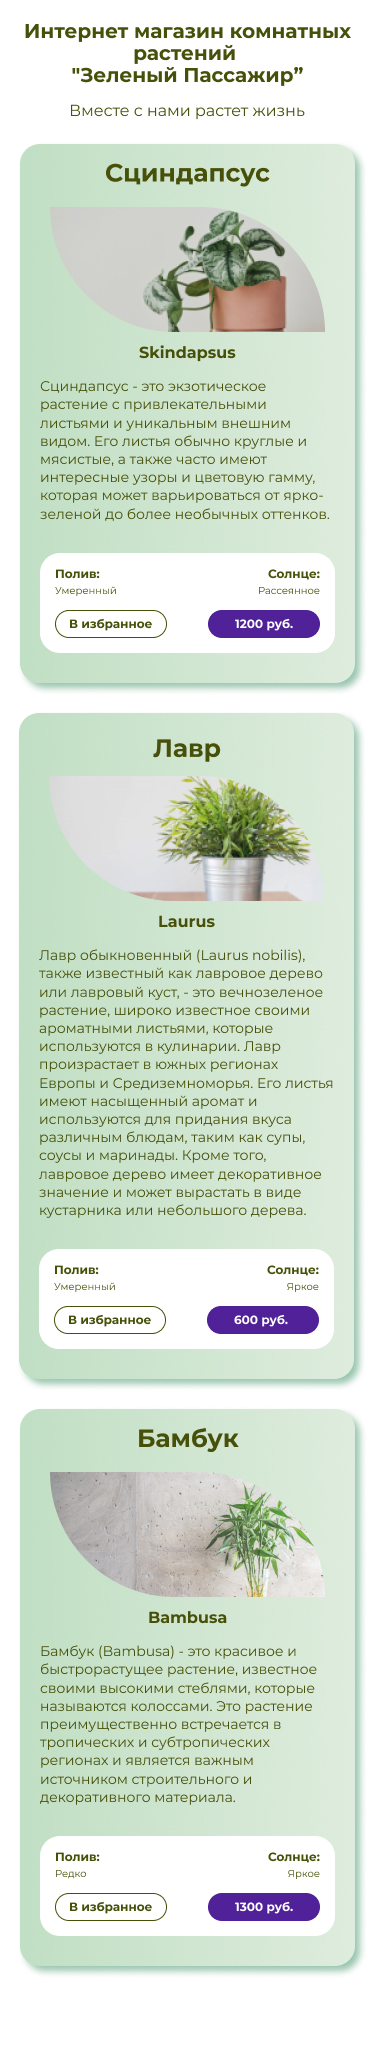 Интернет магазин комнатных
растений
"Зеленый Пассажир”
Вместе с нами растет жизнь
Сциндапсус
Skindapsus
Сциндапсус - это экзотическое
растение с привлекательными
листьями и уникальным внешним
видом. Его листья обычно круглые и
мясистые, а также часто имеют
интересные узоры и цветовую гамму,
которая может варьироваться от ярко-
зеленой до более необычных оттенков.
Полив: Солнце:
Умеренный Рассеянное
В избранное 1200 руб.
Лавр
Laurus
Лавр обыкновенный (Laurus nobilis),
также известный как лавровое дерево
или лавровый куст, - это вечнозеленое
растение, широко известное своими
ароматными листьями, которые
используются в кулинарии. Лавр
произрастает в южных регионах
Европы и Средиземноморья. Его листья
имеют насыщенный аромат и
используются для придания вкуса
различным блюдам, таким как супы,
соусы и маринады. Кроме того,
лавровое дерево имеет декоративное
значение и может вырастать в виде
кустарника или небольшого дерева.
Полив: Солнце:
Умеренный Яркое
В избранное 600 руб.
Бамбук
Bambusa
Бамбук (Bambusa) - это красивое и
быстрорастущее растение, известное
своими высокими стеблями, которые
называются колоссами. Это растение
преимущественно встречается в
тропических и субтропических
регионах и является важным
источником строительного и
декоративного материала.
Полив: Солнце:
Редко Яркое
В избранное 1300 руб.